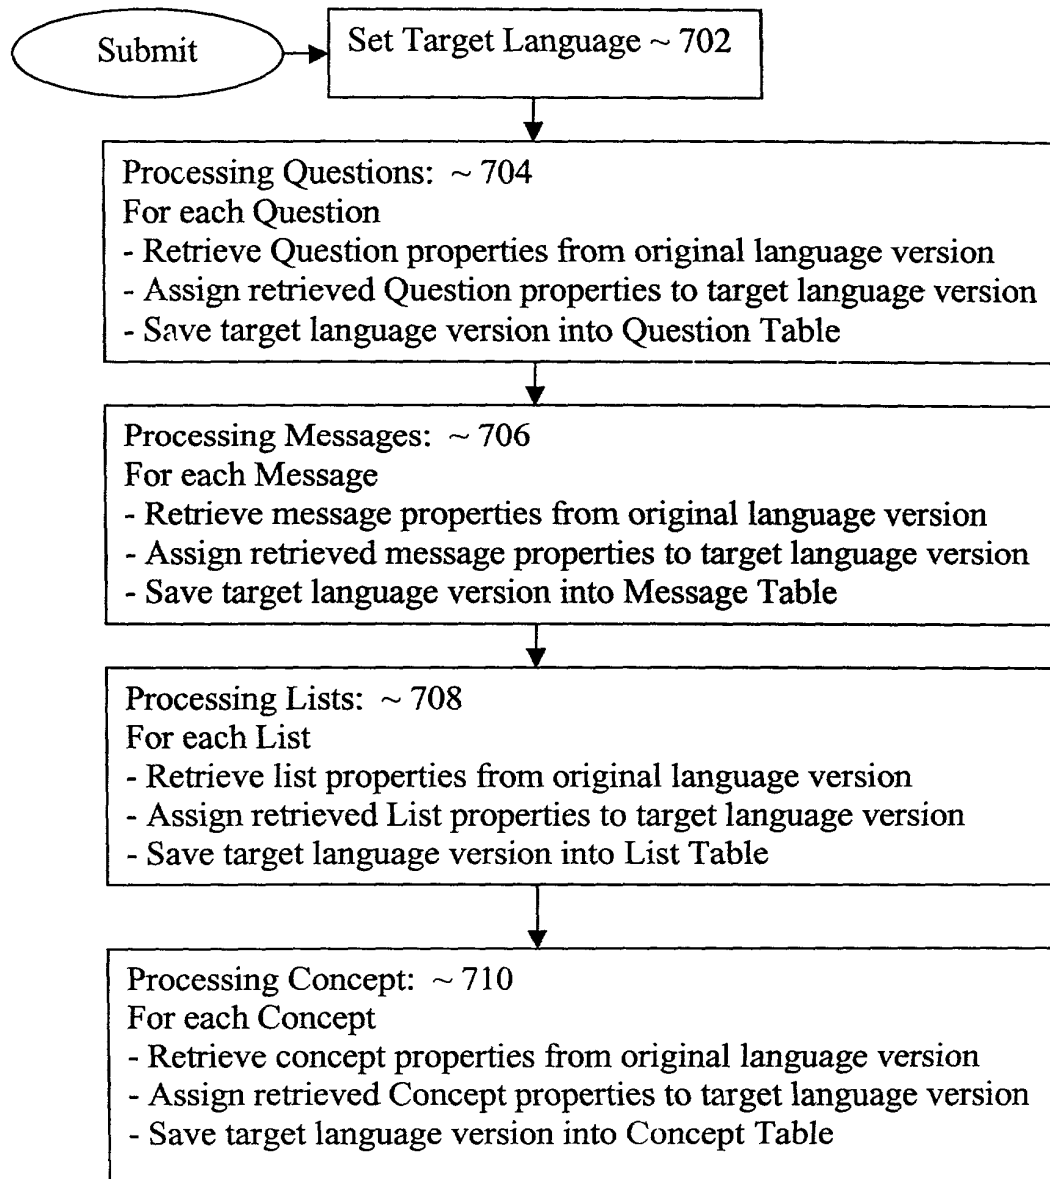 Submit
Set Target Language ~ 702
Processing Questions: ~ 704
For each Question
- Retrieve Question properties from original language version
- Assign retrieved Question properties to target language version
- Save target language version into Question Table
Processing Messages: ~ 706
For each Message
- Retrieve message properties from original language version
- Assign retrieved message properties to target language version
- Save target language version into Message Table
Processing Lists: ~ 708
For each List
- Retrieve list properties from original language version
- Assign retrieved List properties to target language version
- Save target language version into List Table
Processing Concept: ~ 710
For each Concept
- Retrieve concept properties from original language version
- Assign retrieved Concept properties to target language version
- Save target language version into Concept Table